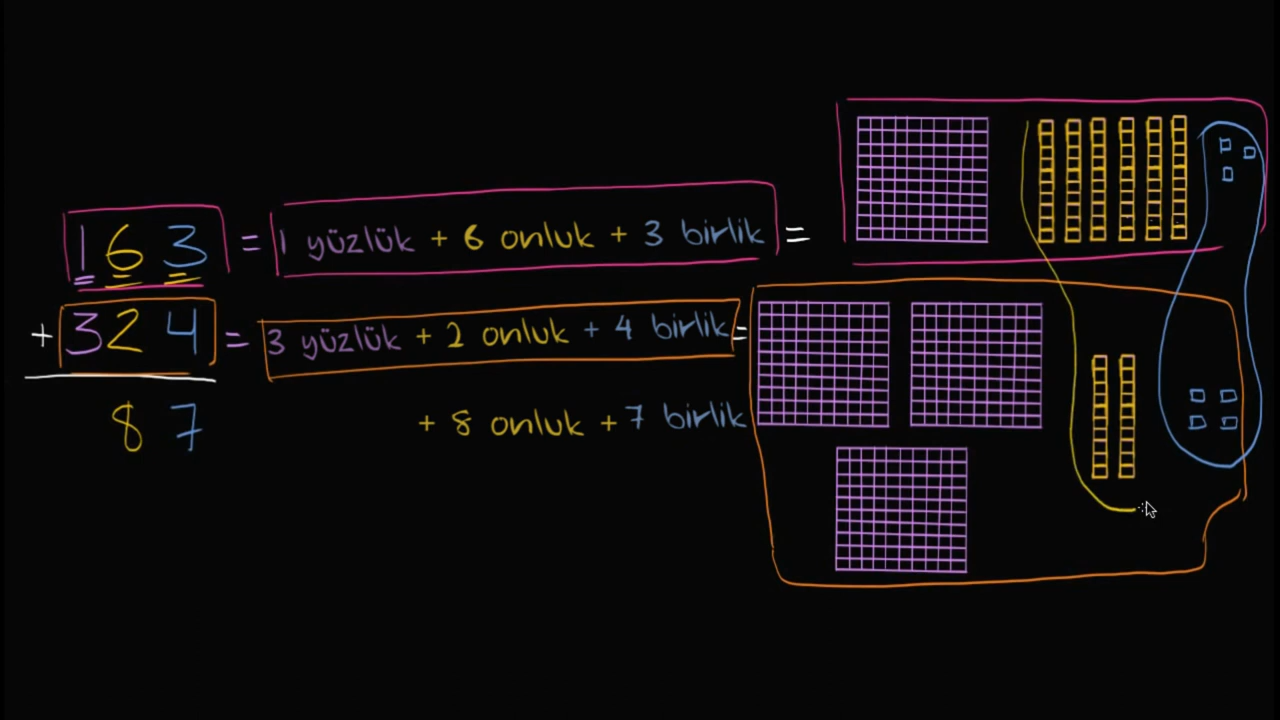 163 = 1 yüzlük + 6 onluk + 3 birlik =
+ 324 = 3 yüzlük + 2 onluk + 4 birlik =
87 + 8 onluk + 7 birlik